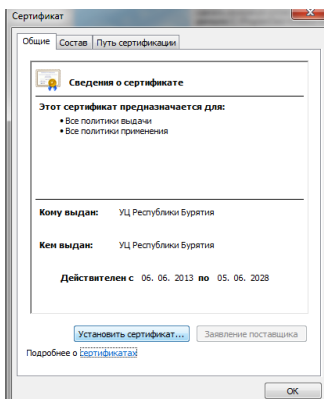 Сертификат
Общие Состав Путь сертификации
Сведения о сертификате
Этот сертификат предназначается для:
• Все политики выдачи
• Все политики применения
Кому выдан: УЦ Республики Бурятия
Кем выдан: УЦ Республики Бурятия
Действителен с 06. 06. 2013 по 05. 06. 2028
Установить сертификат... Заявление поставщика
Подробнее о сертификатах
ОК